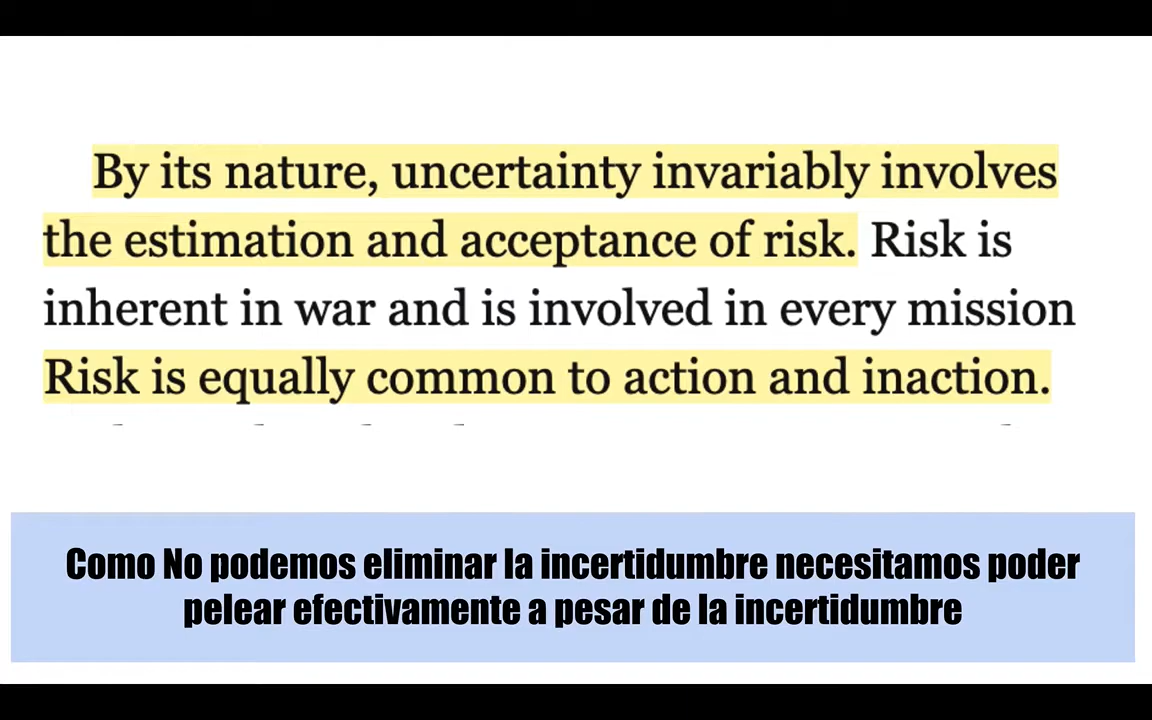 By its nature, uncertainty invariably involves
the estimation and acceptance of risk. Risk is
inherent in war and is involved in every mission
Risk is equally common to action and inaction.
Como No podemos eliminar la incertidumbre necesitamos poder
pelear efectivamente a pesar de la incertidumbre